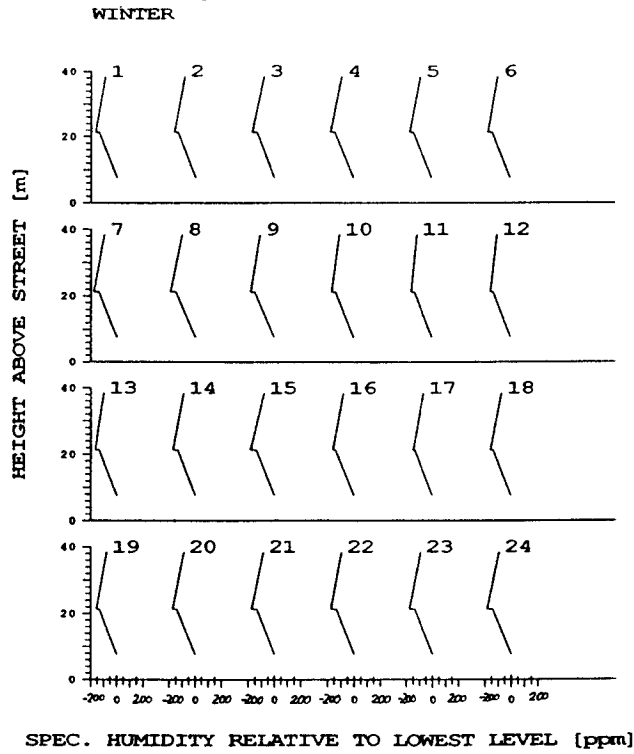 WINTER
40 1 2 3 4 5 6
20
0
40 7 8 9 10 11 12
20
0
40 13 14 15 16 17 18
20
0
40 19 20 21 22 23 24
20
0
HEIGHT ABOVE STREET [m]
-200 0 200 -200 0 200 -200 0 200 -200 0 200 -200 0 200 -200 0 200
SPEC. HUMIDITY RELATIVE TO LOWEST LEVEL [ppm]